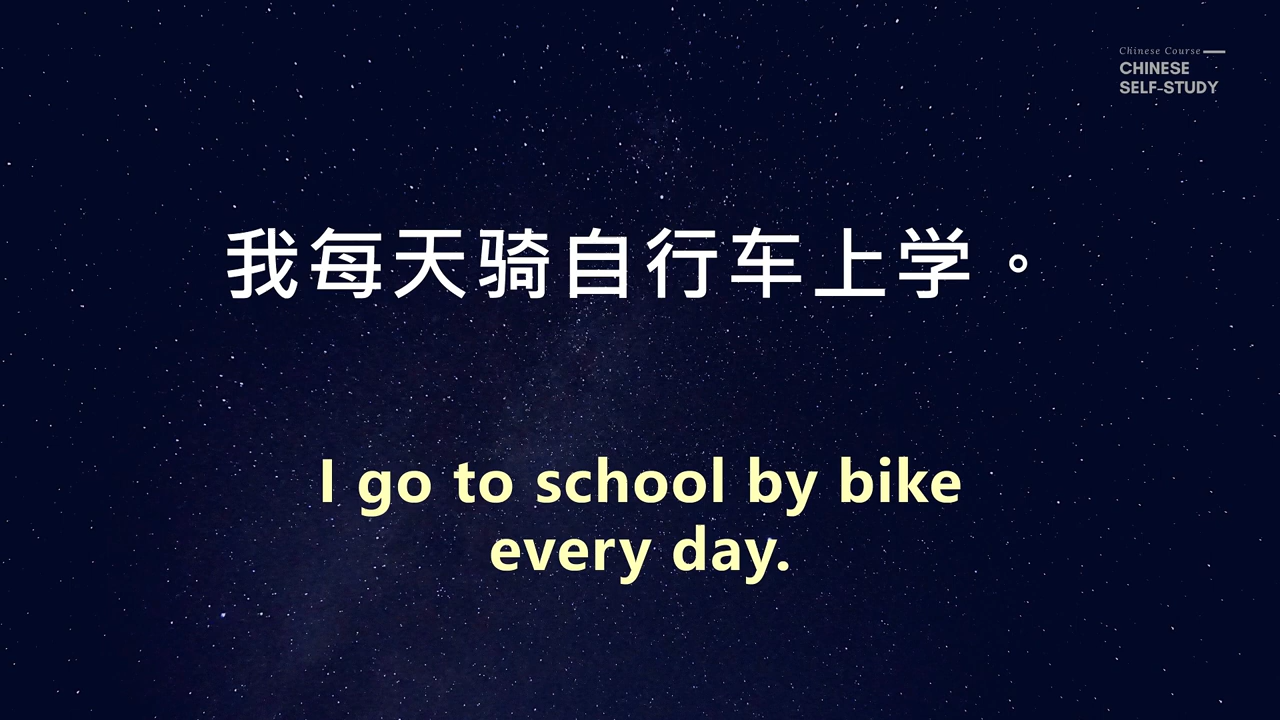 Chinese Course
CHINESE
SELF-STUDY
我每天骑自行车上学。
I go to school by bike
every day.